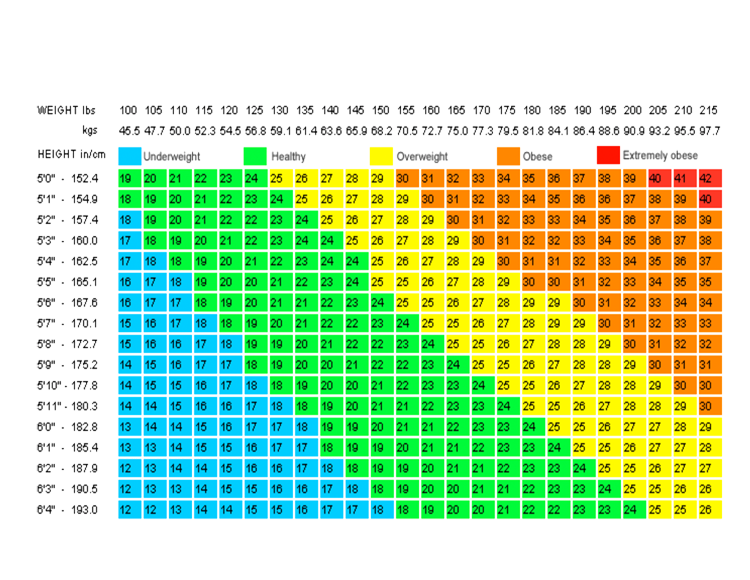 WEIGHT lbs 100 105 110 115 120 125 130 135 140 145 150 155 160 165 170 175 180 185 190 195 200 205 210 215
kgs 45.5 47.7 50.0 52.3 54.5 56.8 59.1 61.4 63.6 65.9 68.2 70.5 72.7 75.0 77.3 79.5 81.8 84.1 86.4 88.6 90.9 93.2 95.5 97.7
HEIGHT in/cm Underweight Healthy Overweight Obese Extremely obese
5'0" - 152.4 19 20 21 22 23 24 25 26 27 28 29 30 31 32 33 34 35 36 37 38 39 40 41 42
5'1" - 154.9 18 19 20 21 22 23 24 25 26 27 28 29 30 31 32 33 34 35 36 36 37 38 39 40
5'2" - 157.4 18 19 20 21 22 22 23 24 25 26 27 28 29 30 31 32 33 33 34 35 36 37 38 39
5'3" - 160.0 17 18 19 20 21 22 23 24 24 25 26 27 28 29 30 31 32 32 33 34 35 36 37 38
5'4" - 162.5 17 18 18 19 20 21 22 23 24 24 25 26 27 28 29 30 31 31 32 33 34 35 36 37
5'5" - 165.1 16 17 18 19 20 20 21 22 23 24 25 25 26 27 28 29 30 30 31 32 33 34 35 35
5'6" - 167.6 16 17 17 18 19 20 21 21 22 23 24 25 25 26 27 28 29 29 30 31 32 33 34 34
5'7" - 170.1 15 16 17 18 18 19 20 21 22 22 23 24 25 25 26 27 28 29 29 30 31 32 33 33
5'8" - 172.7 15 16 16 17 18 19 19 20 21 22 22 23 24 25 25 26 27 28 28 29 30 31 32 32
5'9" - 175.2 14 15 16 17 17 18 19 20 20 21 22 22 23 24 25 25 26 27 28 28 29 30 31 31
5'10" - 177.8 14 15 15 16 17 18 18 19 20 20 21 22 23 23 24 25 25 26 27 28 28 29 30 30
5'11" - 180.3 14 14 15 16 16 17 18 18 19 20 21 21 22 23 23 24 25 25 26 27 28 28 29 30
6'0" - 182.8 13 14 14 15 16 17 17 18 19 19 20 21 21 22 23 23 24 25 25 26 27 27 28 29
6'1" - 185.4 13 13 14 15 15 16 17 17 18 19 19 20 21 21 22 23 23 24 25 25 26 27 27 28
6'2" - 187.9 12 13 14 14 15 16 16 17 18 18 19 19 20 21 21 22 23 23 24 25 25 26 27 27
6'3" - 190.5 12 13 13 14 15 15 16 16 17 18 18 19 20 20 21 21 22 23 23 24 25 25 26 26
6'4" - 193.0 12 12 13 14 14 15 15 16 17 17 18 18 19 20 20 21 22 22 23 23 24 25 25 26